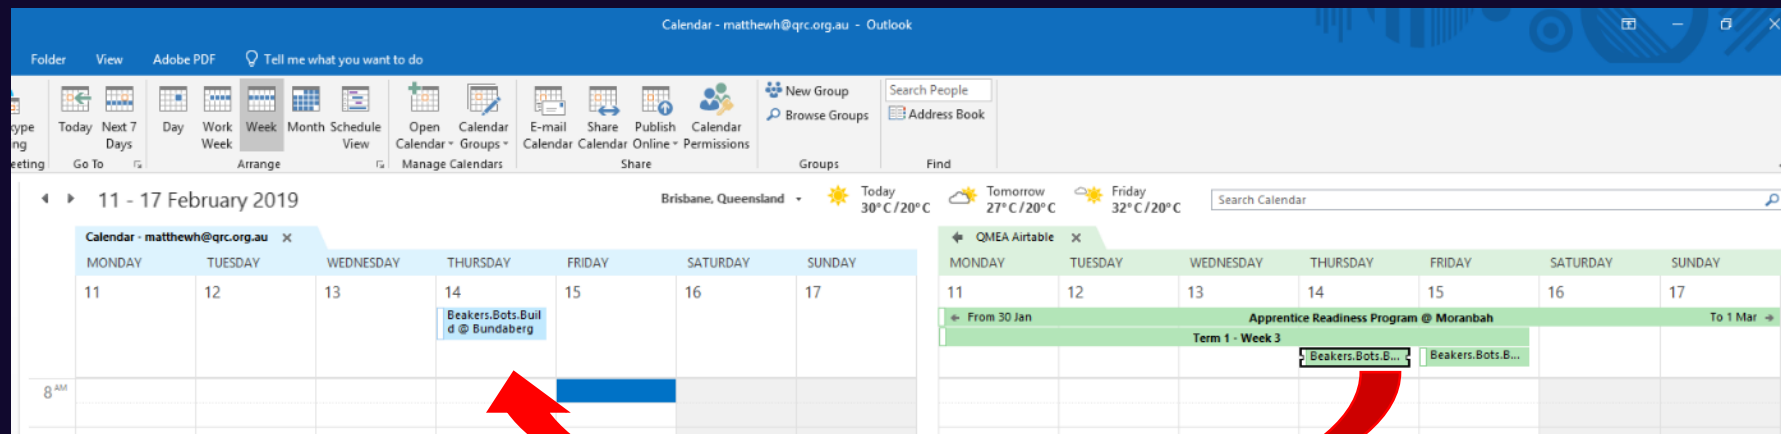 Calendar - matthewh@qrc.org.au - Outlook
Folder View Adobe PDF Tell me what you want to do
Today Next 7 Days Day Work Week Week Month Schedule View Open Calendar Calendar Groups E-mail Calendar Share Calendar Publish Online Calendar Permissions
New Group
Browse Groups
Search People
Address Book
Go To Arrange Manage Calendars Share Groups Find
11 - 17 February 2019
Brisbane, Queensland
Today
30°C/20°C
Tomorrow
27°C/20°C
Friday
32°C/20°C
Search Calendar
Calendar - matthewh@qrc.org.au
MONDAY TUESDAY WEDNESDAY THURSDAY FRIDAY SATURDAY SUNDAY
11 12 13 14 15 16 17
Beakers.Bots.Buil
d @ Bundaberg
8 AM
QMEA Airtable
MONDAY TUESDAY WEDNESDAY THURSDAY FRIDAY SATURDAY SUNDAY
11 12 13 14 15 16 17
From 30 Jan Apprentice Readiness Program @ Moranbah To 1 Mar
Term 1 - Week 3
Beakers.Bots.B... Beakers.Bots.B...